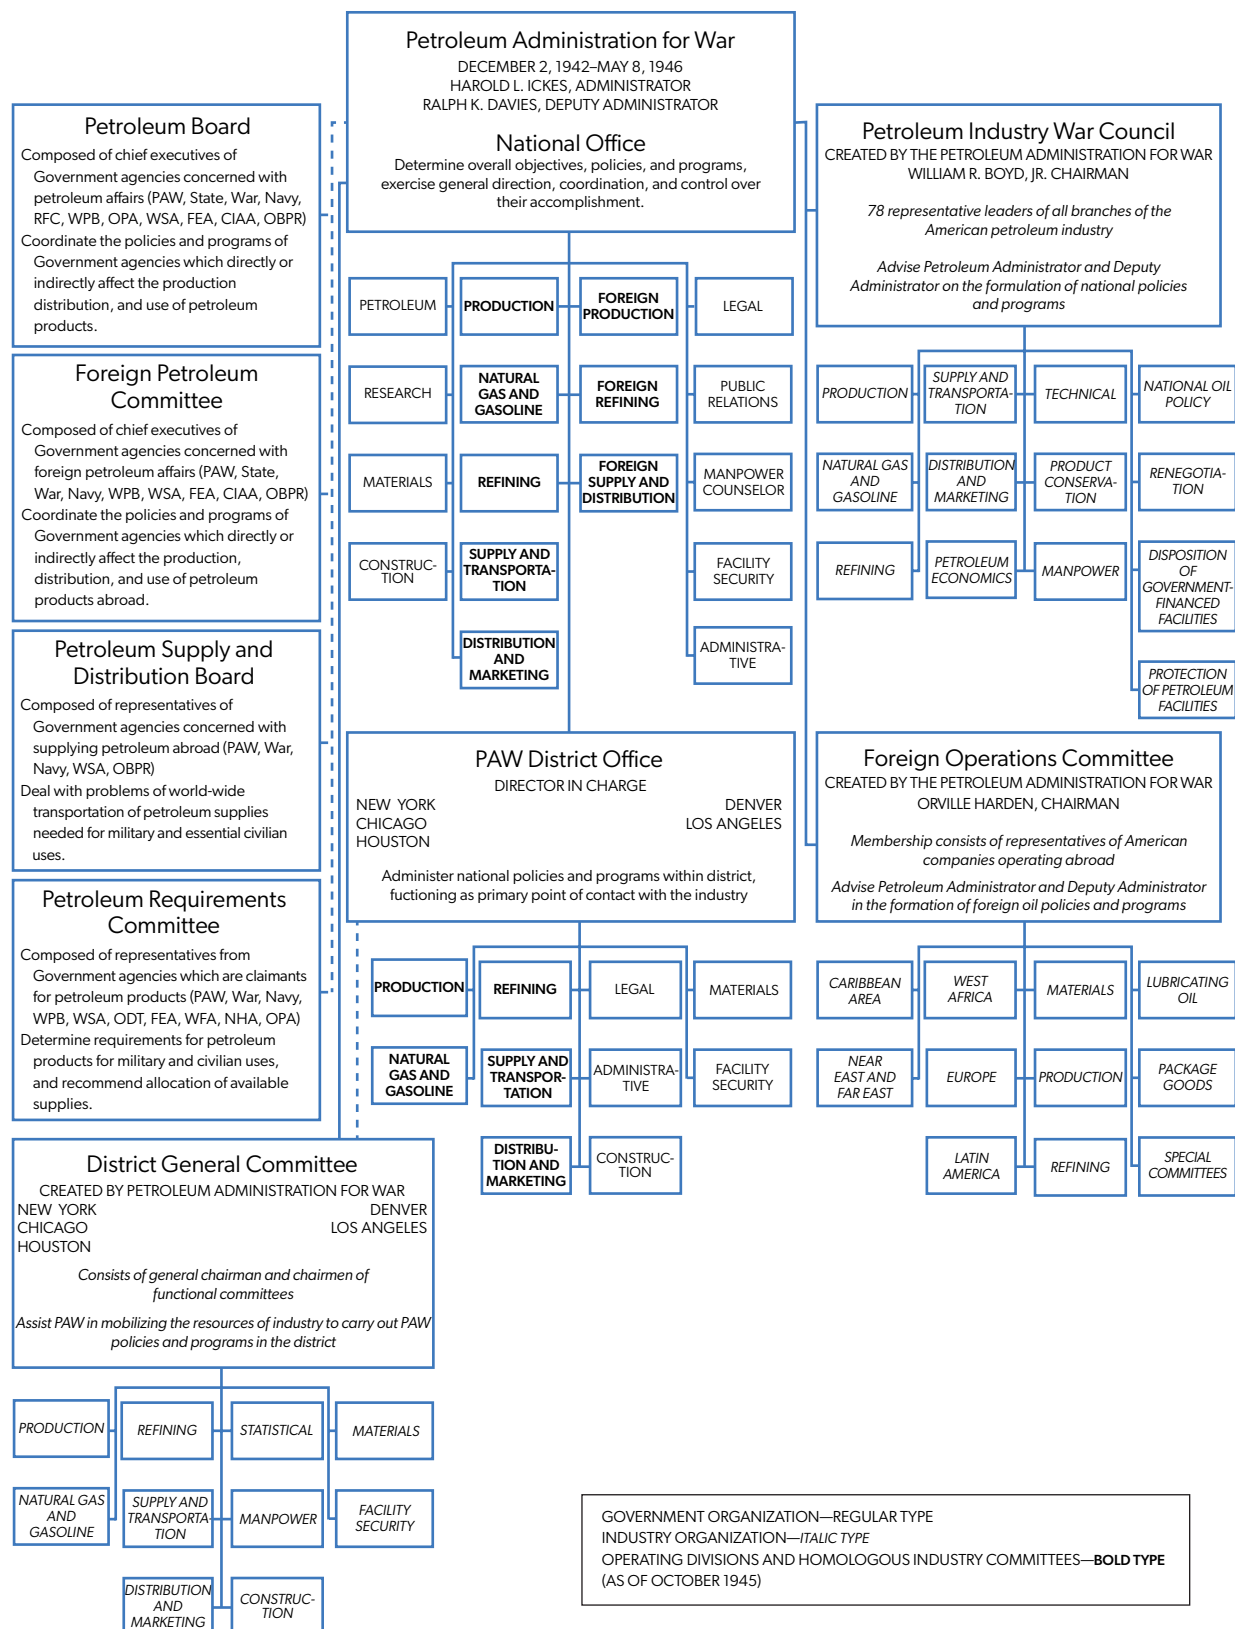 Petroleum Administration for War
DECEMBER 2, 1942–MAY 8, 1946
HAROLD L. ICKES, ADMINISTRATOR
RALPH K. DAVIES, DEPUTY ADMINISTRATOR
National Office
Determine overall objectives, policies, and programs,
exercise general direction, coordination, and control over
their accomplishment.
Petroleum Board
Composed of chief executives of
Government agencies concerned with
petroleum affairs (PAW, State, War, Navy,
RFC, WPB, OPA, WSA, FEA, CIAA, OBPR)
Coordinate the policies and programs of
Government agencies which directly or
indirectly affect the production
distribution, and use of petroleum
products.
Foreign Petroleum
Committee
Composed of chief executives of
Government agencies concerned with
foreign petroleum affairs (PAW, State,
War, Navy, WPB, WSA, FEA, CIAA, OBPR)
Coordinate the policies and programs of
Government agencies which directly or
indirectly affect the production,
distribution, and use of petroleum
products abroad.
Petroleum Supply and
Distribution Board
Composed of representatives of
Government agencies concerned with
supplying petroleum abroad (PAW, War,
Navy, WSA, OBPR)
Deal with problems of world-wide
transportation of petroleum supplies
needed for military and essential civilian
uses.
Petroleum Requirements
Committee
Composed of representatives from
Government agencies which are claimants
for petroleum products (PAW, War, Navy,
WPB, WSA, ODT, FEA, WFA, NHA, OPA)
Determine requirements for petroleum
products for military and civilian uses,
and recommend allocation of available
supplies.
PETROLEUM
PRODUCTION
FOREIGN
PRODUCTION
LEGAL
RESEARCH
NATURAL
GAS AND
GASOLINE
FOREIGN
REFINING
PUBLIC
RELATIONS
MATERIALS
REFINING
FOREIGN
SUPPLY AND
DISTRIBUTION
MANPOWER
COUNSELOR
CONSTRUC-
TION
SUPPLY AND
TRANSPORTA-
TION
FACILITY
SECURITY
DISTRIBUTION
AND
MARKETING
ADMINISTRA-
TIVE
Petroleum Industry War Council
CREATED BY THE PETROLEUM ADMINISTRATION FOR WAR
WILLIAM R. BOYD, JR. CHAIRMAN
78 representative leaders of all branches of the
American petroleum industry
Advise Petroleum Administrator and Deputy
Administrator on the formulation of national policies
and programs
PRODUCTION
SUPPLY AND
TRANSPORTA-
TION
TECHNICAL
NATIONAL OIL
POLICY
NATURAL GAS
AND
GASOLINE
DISTRIBUTION
AND
MARKETING
PRODUCT
CONSERVA-
TION
RENEGOTIA-
TION
REFINING
PETROLEUM
ECONOMICS
MANPOWER
DISPOSITION
OF
GOVERNMENT-
FINANCED
FACILITIES
PROTECTION
OF PETROLEUM
FACILITIES
PAW District Office
DIRECTOR IN CHARGE
NEW YORK DENVER
CHICAGO LOS ANGELES
HOUSTON
Administer national policies and programs within district,
fuctioning as primary point of contact with the industry
PRODUCTION
REFINING
LEGAL
MATERIALS
NATURAL
GAS AND
GASOLINE
SUPPLY AND
TRANSPOR-
TATION
ADMINISTRA-
TIVE
FACILITY
SECURITY
DISTRIBU-
TION AND
MARKETING
CONSTRUC-
TION
Foreign Operations Committee
CREATED BY THE PETROLEUM ADMINISTRATION FOR WAR
ORVILLE HARDEN, CHAIRMAN
Membership consists of representatives of American
companies operating abroad
Advise Petroleum Administrator and Deputy Administrator
in the formation of foreign oil policies and programs
CARIBBEAN
AREA
WEST
AFRICA
MATERIALS
LUBRICATING
OIL
NEAR
EAST AND
FAR EAST
EUROPE
PRODUCTION
PACKAGE
GOODS
LATIN
AMERICA
REFINING
SPECIAL
COMMITTEES
District General Committee
CREATED BY PETROLEUM ADMINISTRATION FOR WAR
NEW YORK DENVER
CHICAGO LOS ANGELES
HOUSTON
Consists of general chairman and chairmen of
functional committees
Assist PAW in mobilizing the resources of industry to carry out PAW
policies and programs in the district
PRODUCTION
REFINING
STATISTICAL
MATERIALS
NATURAL GAS
AND
GASOLINE
SUPPLY AND
TRANSPORTA-
TION
MANPOWER
FACILITY
SECURITY
DISTRIBUTION
AND
MARKETING
CONSTRUC-
TION
GOVERNMENT ORGANIZATION—REGULAR TYPE
INDUSTRY ORGANIZATION—ITALIC TYPE
OPERATING DIVISIONS AND HOMOLOGOUS INDUSTRY COMMITTEES—BOLD TYPE
(AS OF OCTOBER 1945)